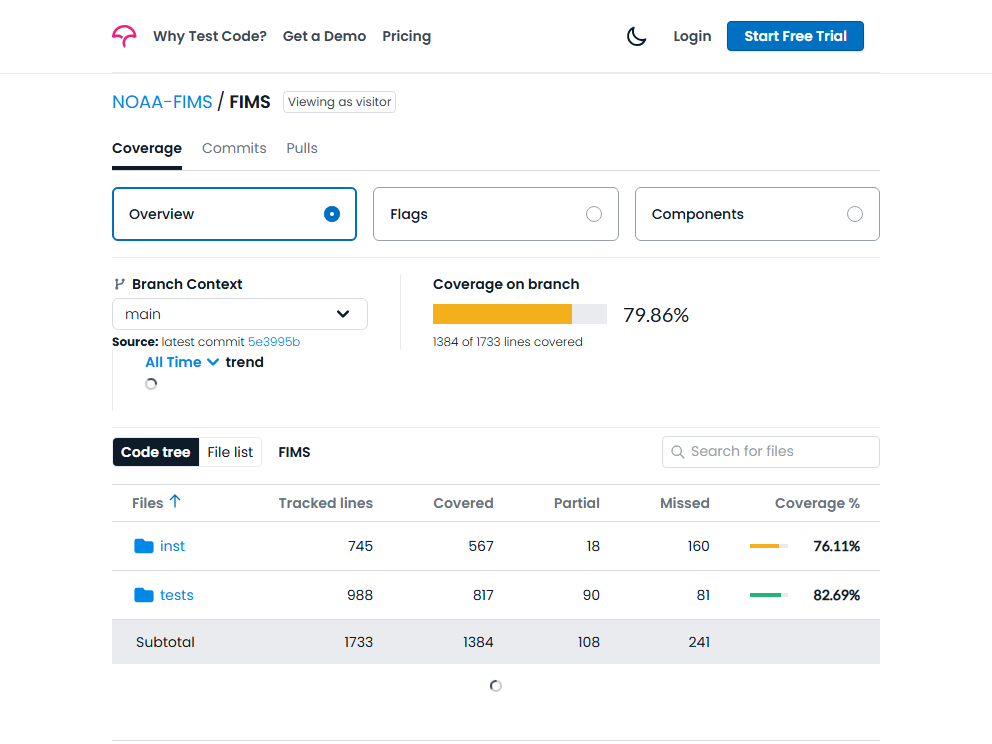 Why Test Code? Get a Demo Pricing Login Start Free Trial
NOAA-FIMS / FIMS Viewing as visitor
Coverage Commits Pulls
Overview Flags Components
Branch Context
main
Source: latest commit 5e3995b
Coverage on branch
79.86%
1384 of 1733 lines covered
All Time trend
Code tree File list FIMS Search for files
Files Tracked lines Covered Partial Missed Coverage %
inst 745 567 18 160 76.11%
tests 988 817 90 81 82.69%
Subtotal 1733 1384 108 241